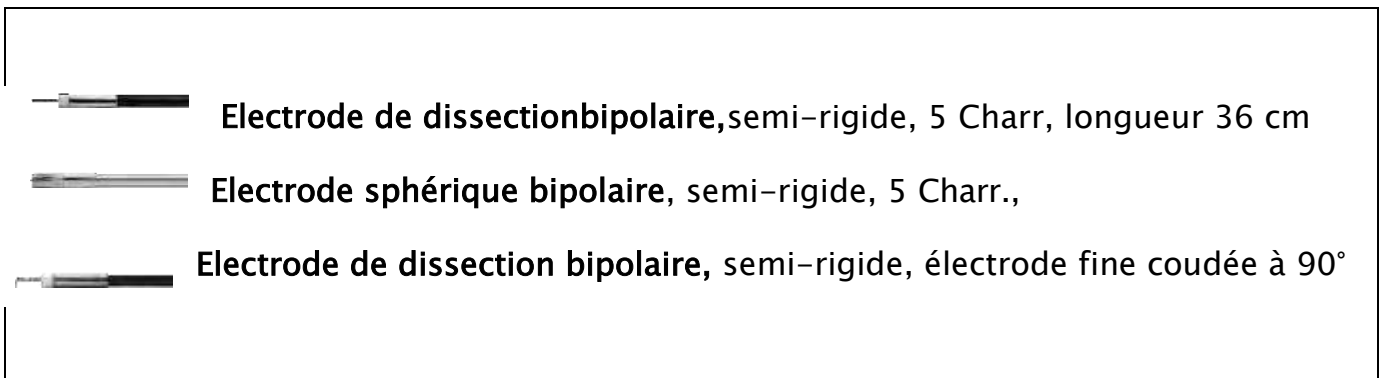 Electrode de dissectionbipolaire,semi-rigide, 5 Charr, longueur 36 cm
Electrode sphérique bipolaire, semi-rigide, 5 Charr.,
Electrode de dissection bipolaire, semi-rigide, électrode fine coudée à 90°